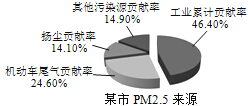 其他污染源贡献率
14.90%
工业累计贡献率
46.40%
扬尘贡献率
14.10%
机动车尾气贡献率
24.60%
某市 PM2.5 来源